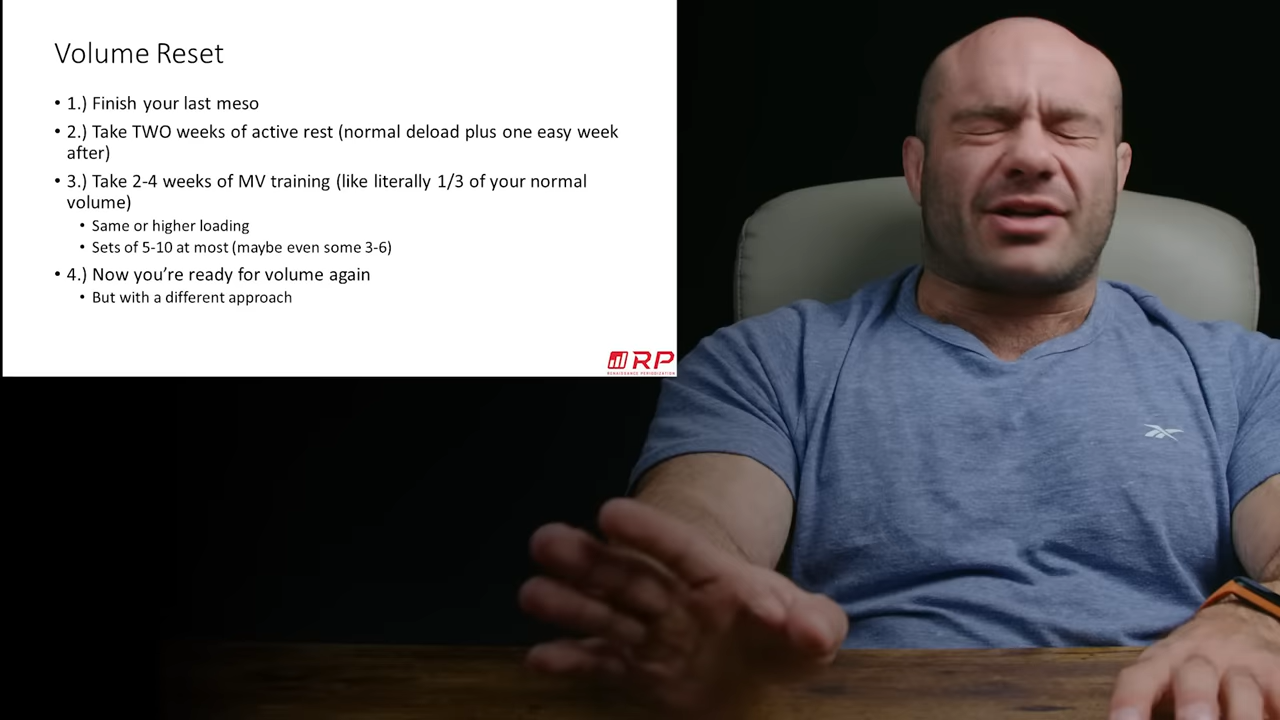 Volume Reset
• 1.) Finish your last meso
• 2.) Take TWO weeks of active rest (normal deload plus one easy week
after)
• 3.) Take 2-4 weeks of MV training (like literally 1/3 of your normal
volume)
• Same or higher loading
• Sets of 5-10 at most (maybe even some 3-6)
• 4.) Now you're ready for volume again
• But with a different approach
RP
RENAISSANCE PERIODIZATION